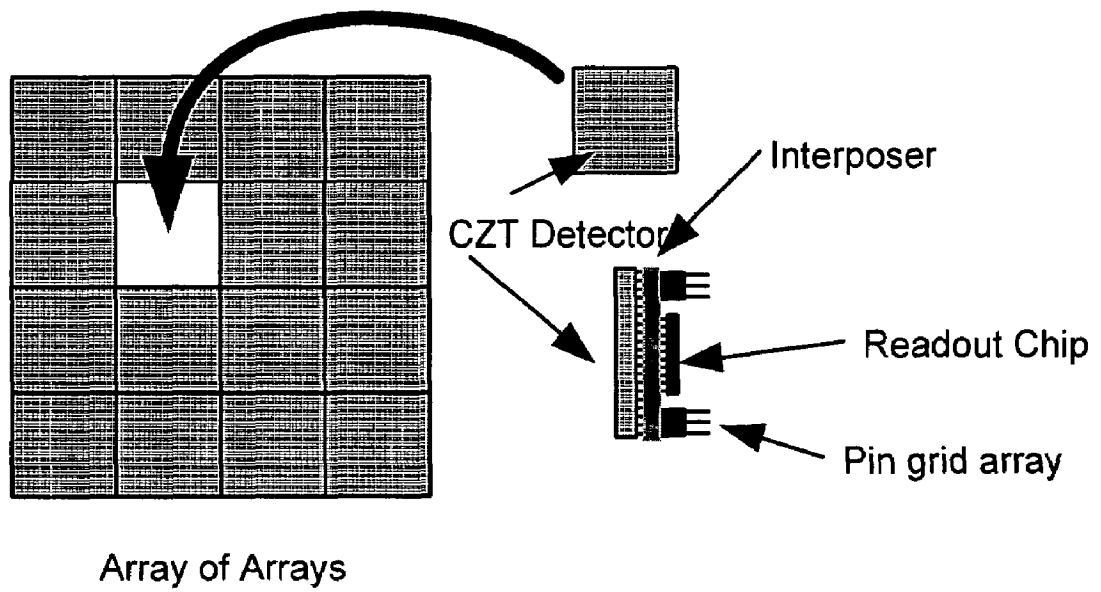 Interposer
CZT Detector
Readout Chip
Pin grid array
Array of Arrays